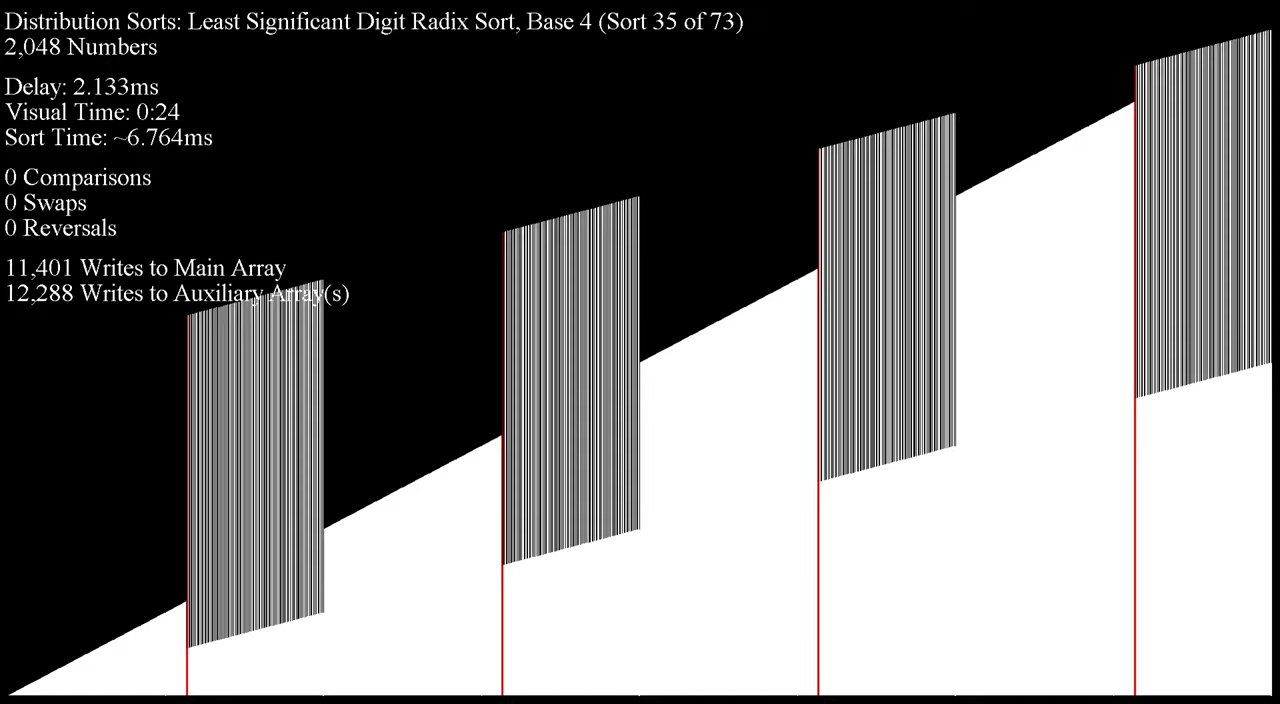 Distribution Sorts: Least Significant Digit Radix Sort, Base 4 (Sort 35 of 73)
2,048 Numbers
Delay: 2.133ms
Visual Time: 0:24
Sort Time: ~6.764ms
0 Comparisons
0 Swaps
0 Reversals
11,401 Writes to Main Array
12,288 Writes to Auxiliary Array(s)